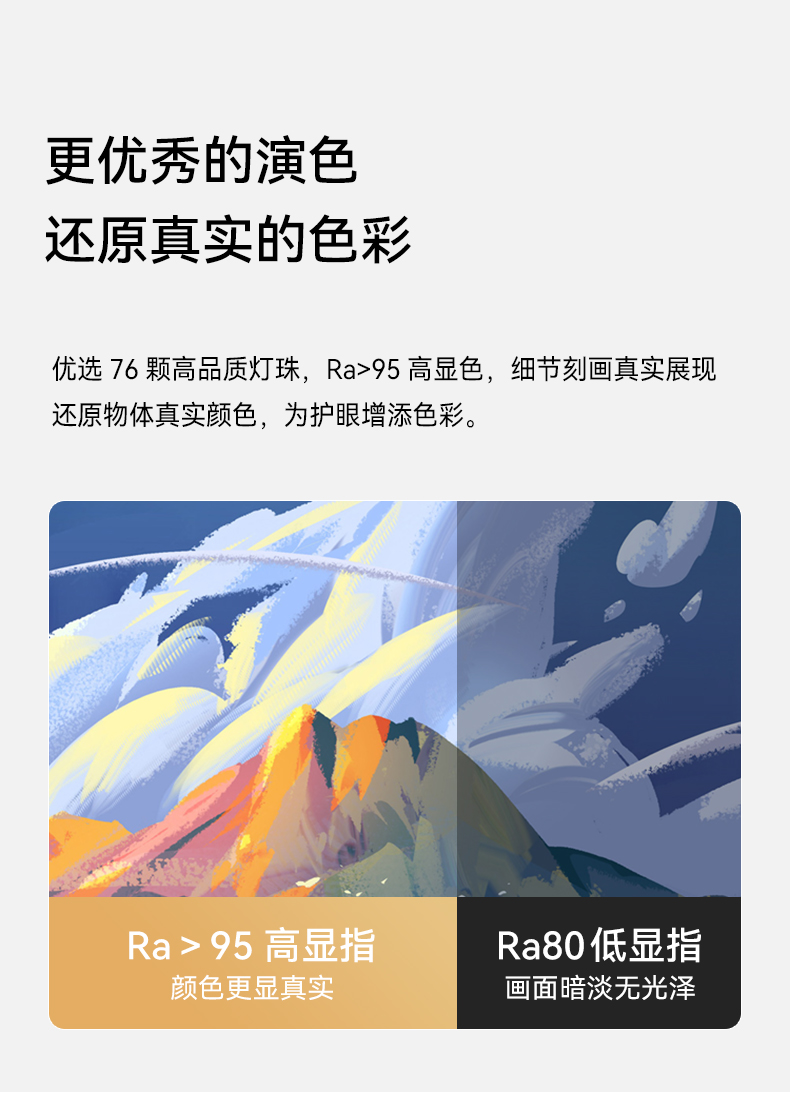 更优秀的演色
还原真实的色彩
优选 76 颗高品质灯珠，Ra>95 高显色，细节刻画真实展现
还原物体真实颜色，为护眼增添色彩。
Ra > 95 高显指
颜色更显真实
Ra80低显指
画面暗淡无光泽